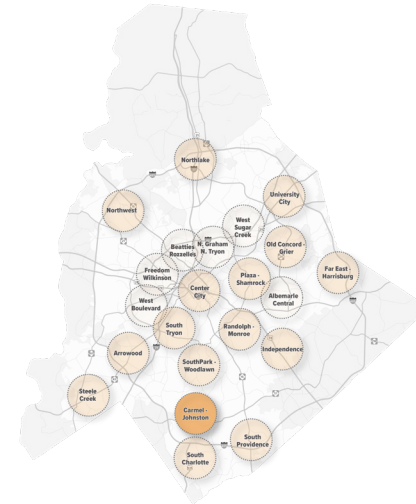 Northlake
University
City
Northwest
West
Sugar
Creek
Beatties
Rozzelles
N. Graham
N. Tryon
Old Concord -
Grier
Far East -
Harrisburg
Freedom
Wilkinson
Plaza -
Shamrock
Center
City
Albemarle
Central
West
Boulevard
South
Tryon
Randolph -
Monroe
Independence
Arrowood
SouthPark -
Woodlawn
Steele
Creek
Carmel -
Johnston
South
Providence
South
Charlotte